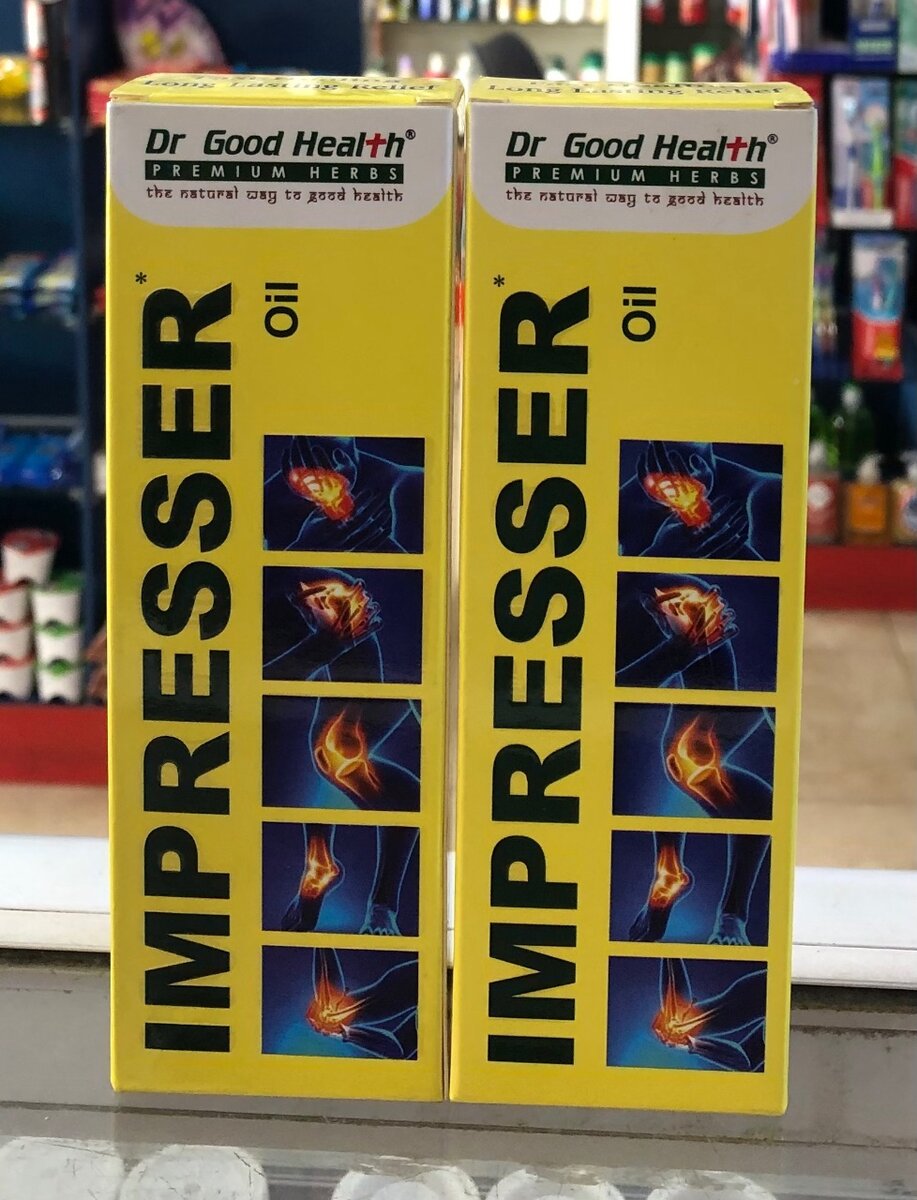 Long Lasting Relief
Dr Good Health®
PREMIUM HERBS
the natural way to good health
IMPRESSER*
Oil
Long Lasting Relief
Dr Good Health®
PREMIUM HERBS
the natural way to good health
IMPRESSER*
Oil